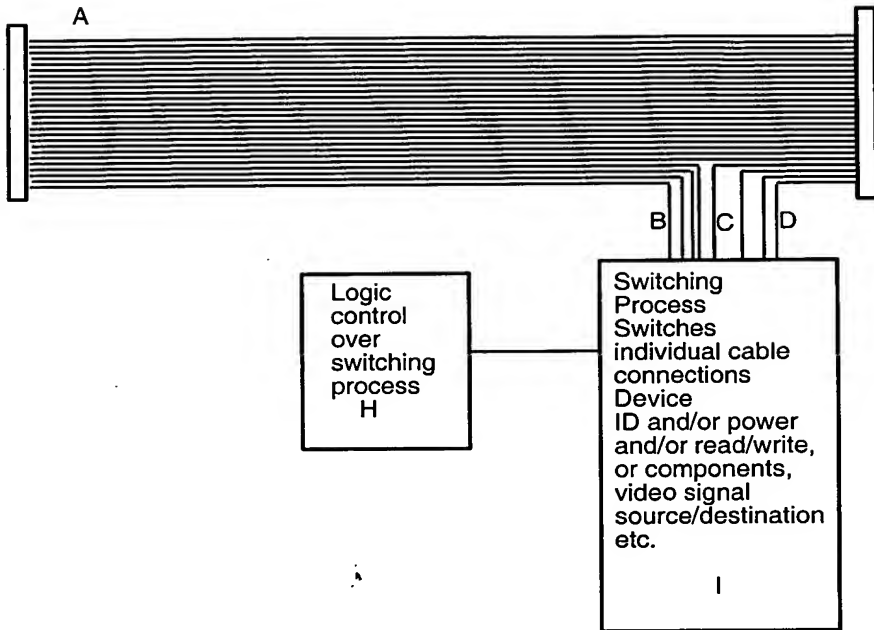 A
B
C
D
Logic
control
over
switching
process
H
Switching
Process
Switches
individual cable
connections
Device
ID and/or power
and/or read/write,
or components,
video signal
source/destination
etc.
I